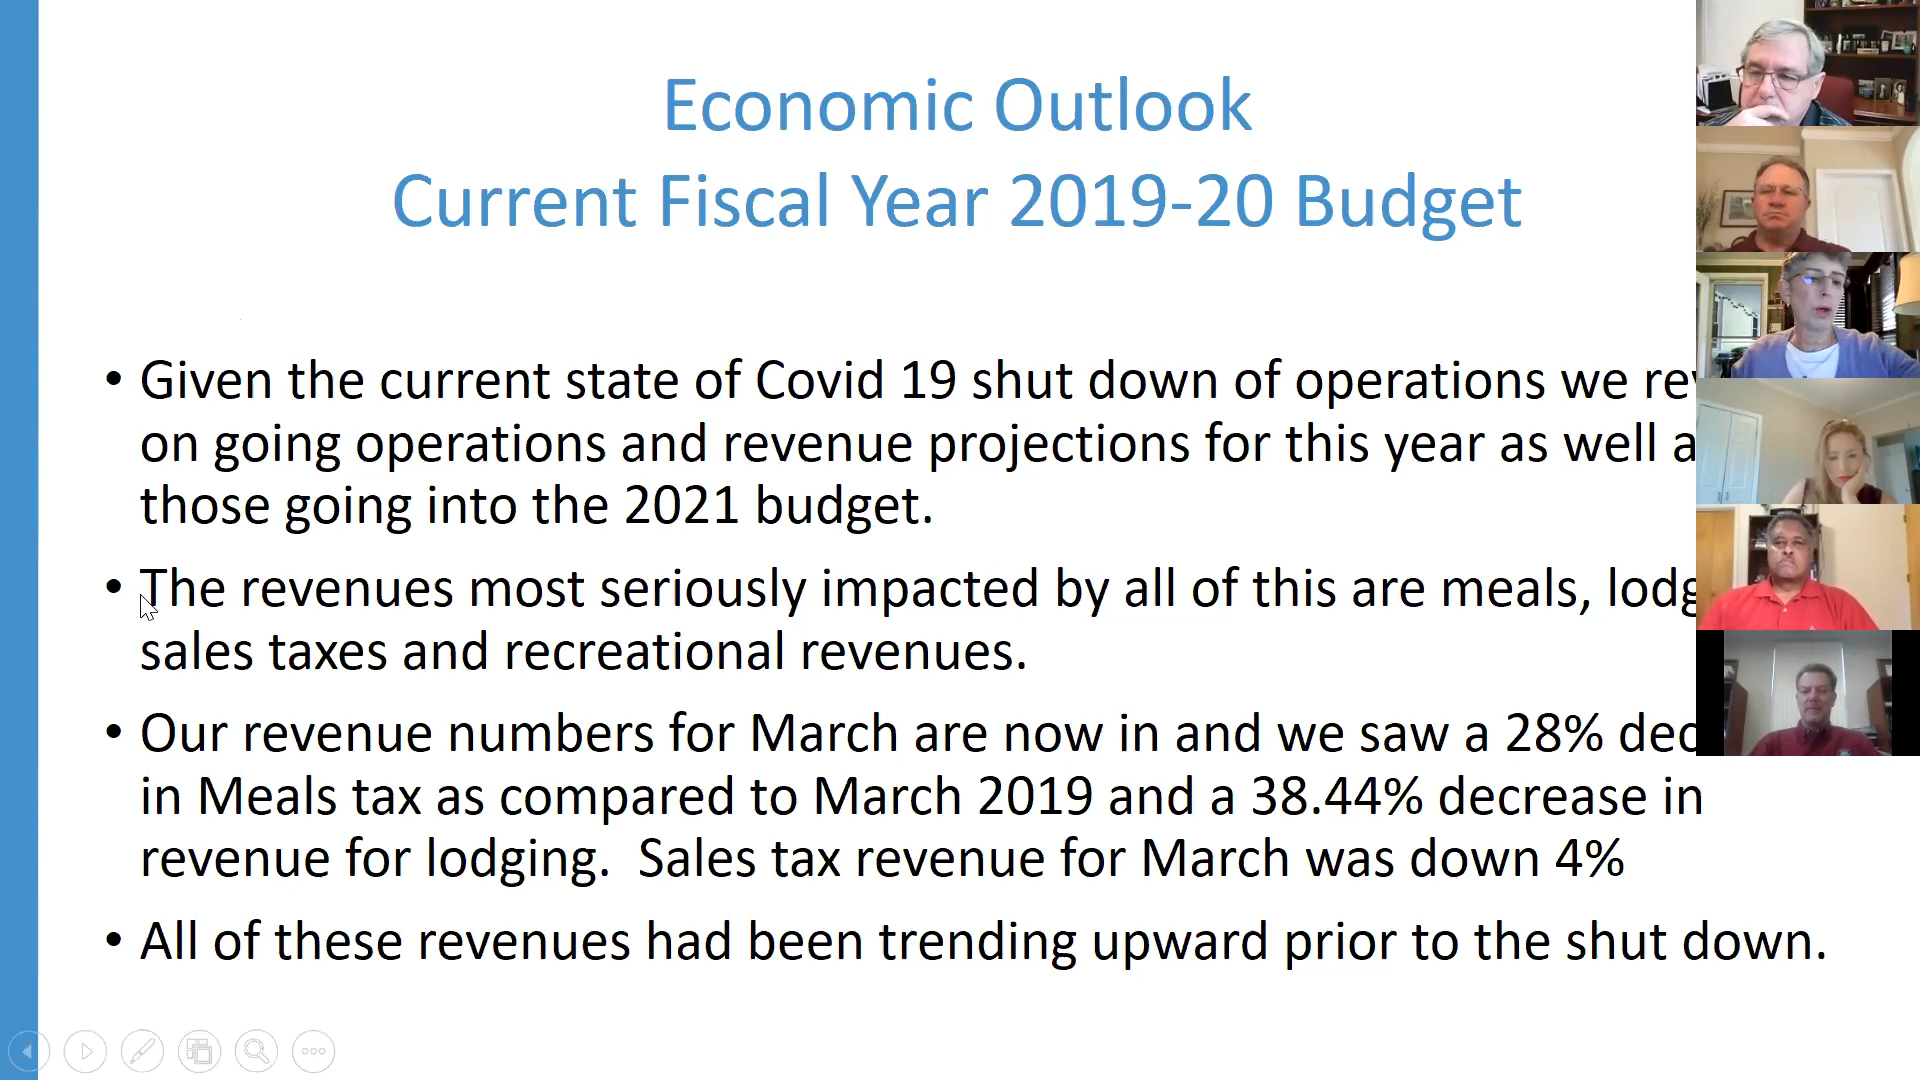 Economic Outlook
Current Fiscal Year 2019-20 Budget
• Given the current state of Covid 19 shut down of operations we
on going operations and revenue projections for this year as well
those going into the 2021 budget.
• The revenues most seriously impacted by all of this are meals,
sales taxes and recreational revenues.
• Our revenue numbers for March are now in and we saw a 28%
in Meals tax as compared to March 2019 and a 38.44% decrease in
revenue for lodging. Sales tax revenue for March was down 4%
• All of these revenues had been trending upward prior to the shut down.